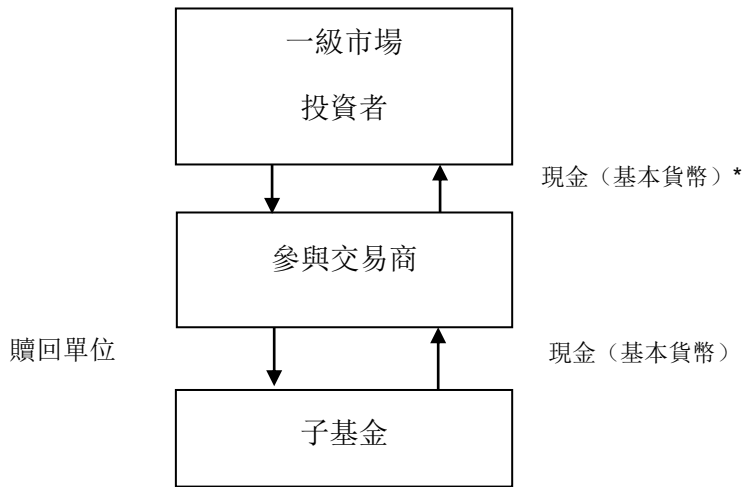 一級市場
投資者
現金（基本貨幣）*
參與交易商
贖回單位
現金（基本貨幣）
子基金